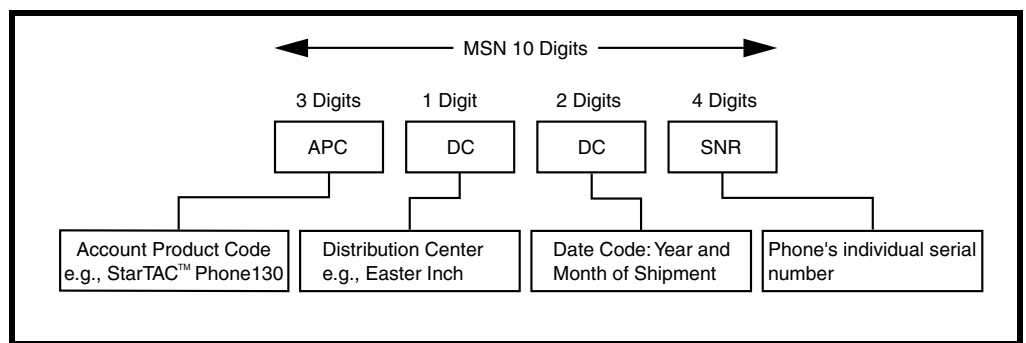 MSN 10 Digits
3 Digits
1 Digit
2 Digits
4 Digits
APC
DC
DC
SNR
Account Product Code
e.g., StarTAC™ Phone130
Distribution Center
e.g., Easter Inch
Date Code: Year and
Month of Shipment
Phone's individual serial
number